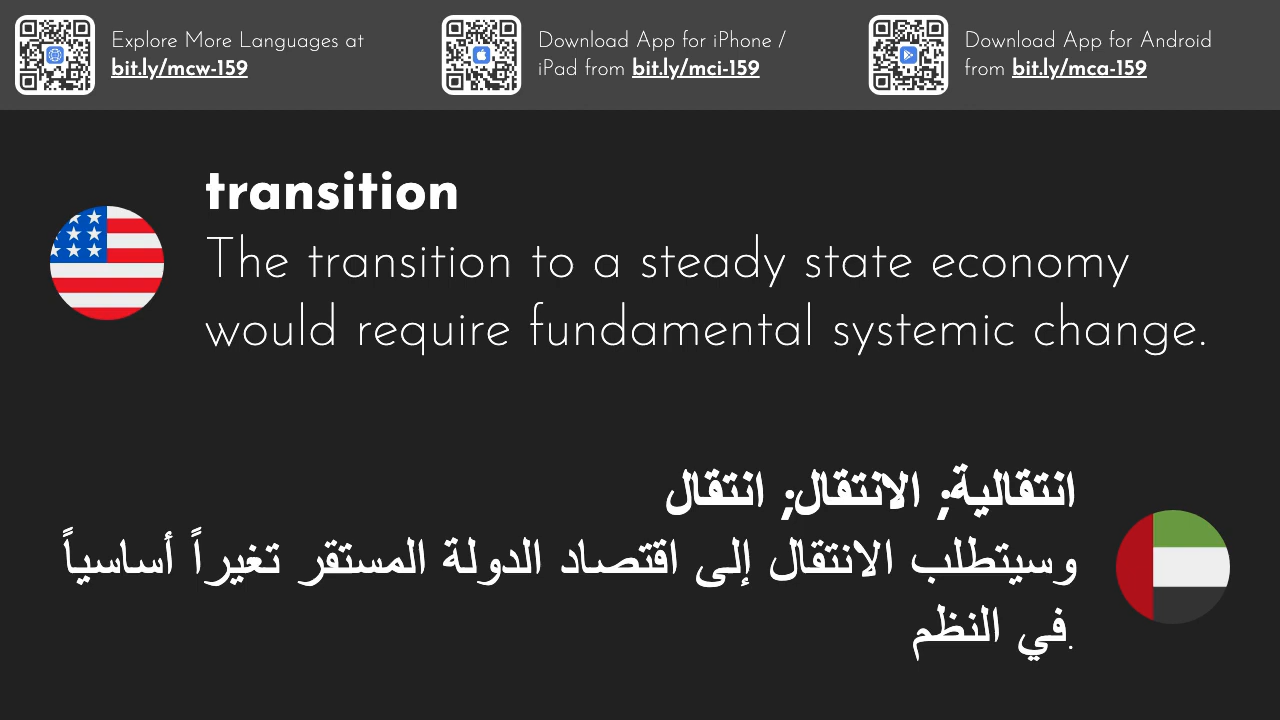 Explore More Languages at
bit.ly/mcw-159
Download App for iPhone /
iPad from bit.ly/mci-159
Download App for Android
from bit.ly/mca-159
transition
The transition to a steady state economy
would require fundamental systemic change.
انتقالية; الانتقال; انتقال
وسيتطلب الانتقال إلى اقتصاد الدولة المستقر تغيراً أساسياً
في النظم.